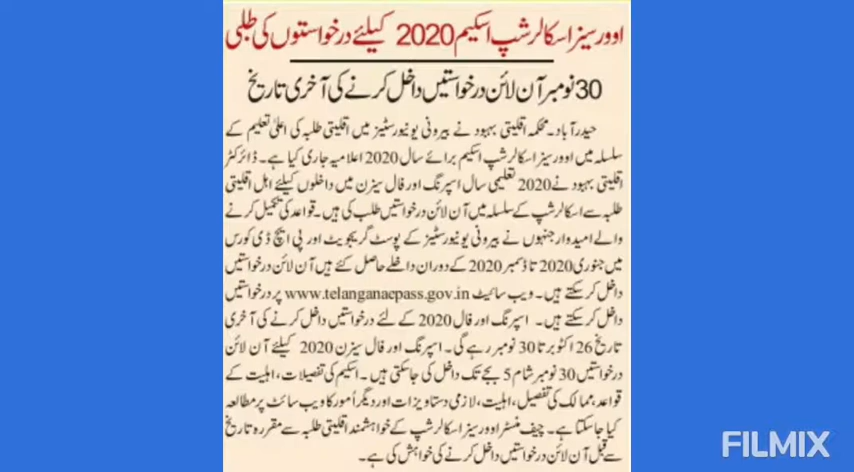 اوورسیز اسکالرشپ اسکیم 2020 کیلئے درخواستوں کی طلبی
30 نومبر آن لائن درخواستیں داخل کرنے کی آخری تاریخ
حیدرآباد۔ محکمہ اقلیتی بہبود نے بیرونی یونیورسٹیز میں اقلیتی طلبہ کی اعلیٰ تعلیم کے
سلسلہ میں اوورسیز اسکالرشپ اسکیم برائے سال 2020 اعلامیہ جاری کیا ہے۔ ڈائرکٹر
اقلیتی بہبود نے 2020 تعلیمی سال اسپرنگ اور فال سیزن میں داخلوں کیلئے اہل اقلیتی
طلبہ سے اسکالرشپ کے سلسلہ میں آن لائن درخواستیں طلب کی ہیں۔ قواعد کی تکمیل کرنے
والے امیدوار جنہوں نے بیرونی یونیورسٹیز کے پوسٹ گریجویٹ اور پی ایچ ڈی کورس
میں جنوری 2020 تا ڈسمبر 2020 کے دوران داخلے حاصل کئے ہیں آن لائن درخواستیں
داخل کرسکتے ہیں۔ ویب سائیٹ www.telanganaepass.gov.in پر درخواستیں
داخل کرسکتے ہیں۔ اسپرنگ اور فال 2020 کے لئے درخواستیں داخل کرنے کی آخری
تاریخ 26 اکٹوبر تا 30 نومبر رہے گی۔ اسپرنگ اور فال سیزن 2020 کیلئے آن لائن
درخواستیں 30 نومبر شام 5 بجے تک داخل کی جاسکتی ہیں۔ اسکیم کی تفصیلات، اہلیت کے
قواعد، ممالک کی تفصیل، اہلیت، لازمی دستاویزات اور دیگر اُمور کا ویب سائٹ پر مطالعہ
کیا جاسکتا ہے۔ چیف منسٹر اوورسیز اسکالرشپ کے خواہشمند اقلیتی طلبہ سے مقررہ تاریخ
سے قبل آن لائن درخواستیں داخل کرنے کی خواہش کی ہے۔
FILMIX